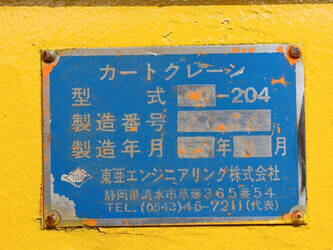 カートクレーン
型式 -204
製造番号
製造年月 年 月
東亜エンジニアリング株式会社
静岡県清水市草薙365番54
TEL.(0543)46-7211(代表)